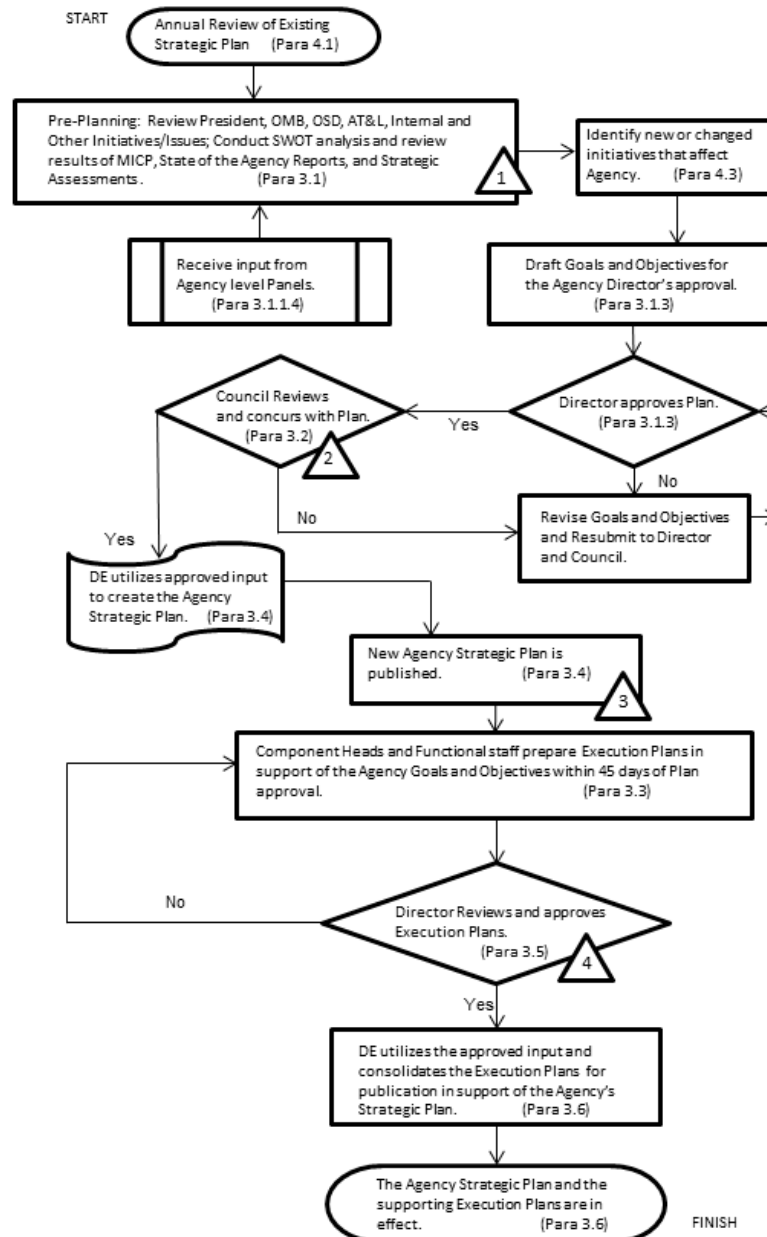 START
Annual Review of Existing
Strategic Plan (Para 4.1)
Pre-Planning: Review President, OMB, OSD, AT&L, Internal and
Other Initiatives/Issues; Conduct SWOT analysis and review
results of MICP, State of the Agency Reports, and Strategic
Assessments. (Para 3.1)
1
Identify new or changed
initiatives that affect
Agency. (Para 4.3)
Receive input from
Agency level Panels.
(Para 3.1.1.4)
Draft Goals and Objectives for
the Agency Director's approval.
(Para 3.1.3)
Director approves Plan.
(Para 3.1.3)
Yes
No
Council Reviews
and concurs with Plan.
(Para 3.2)
2
No
Yes
Revise Goals and Objectives
and Resubmit to Director
and Council.
DE utilizes approved input
to create the Agency
Strategic Plan. (Para 3.4)
New Agency Strategic Plan is
published. (Para 3.4)
3
Component Heads and Functional staff prepare Execution Plans in
support of the Agency Goals and Objectives within 45 days of Plan
approval. (Para 3.3)
No
Director Reviews and approves
Execution Plans.
(Para 3.5)
4
Yes
DE utilizes the approved input and
consolidates the Execution Plans for
publication in support of the Agency's
Strategic Plan. (Para 3.6)
The Agency Strategic Plan and the
supporting Execution Plans are in
effect. (Para 3.6)
FINISH